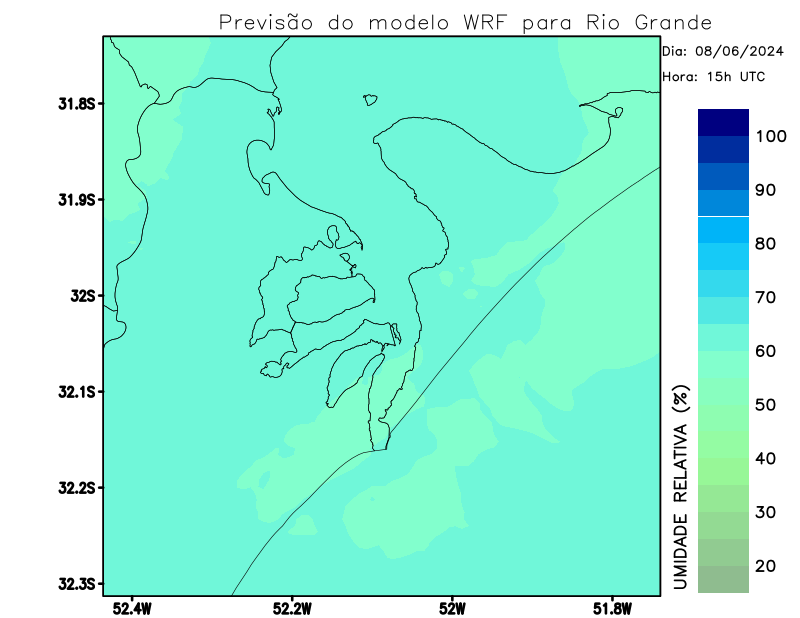 Previsão do modelo WRF para Rio Grande
Dia: 08/06/2024
Hora: 15h UTC
31.8S
31.9S
32S
32.1S
32.2S
32.3S
52.4W
52.2W
52W
51.8W
100
90
80
70
60
50
40
30
20
UMIDADE RELATIVA (%)